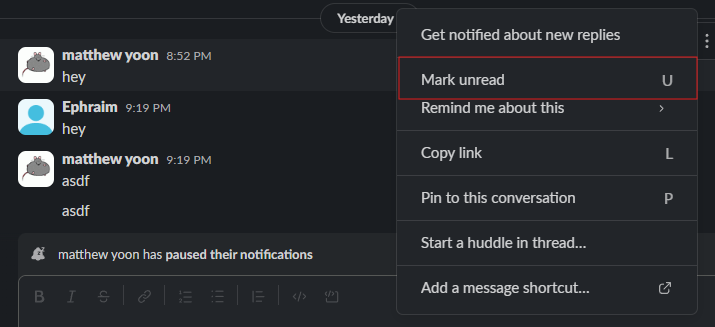 Yesterday
matthew yoon 8:52 PM
hey
Ephraim 9:19 PM
hey
matthew yoon 9:19 PM
asdf
asdf
matthew yoon has paused their notifications
B I S
Get notified about new replies
Mark unread U
Remind me about this
Copy link L
Pin to this conversation P
Start a huddle in thread...
Add a message shortcut...